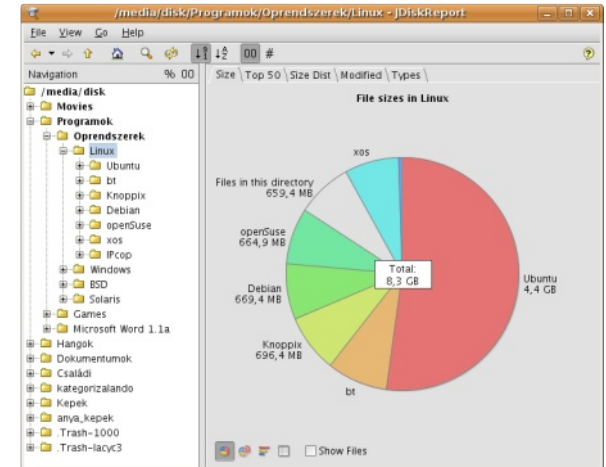 /media/disk/Programok/Oprendszerek/Linux - JDiskReport
File View Go Help
00 #
Navigation % 00
Size Top 50 Size Dist Modified Types
/media/disk
Movies
Programok
Oprendszerek
Linux
Ubuntu
bt
Knoppix
Debian
openSuse
xos
IPcop
Windows
BSD
Solaris
Games
Microsoft Word 1.1a
Hangok
Dokumentumok
Családi
kategorizalando
Kepek
anya_kepek
.Trash-1000
.Trash-lacyc3
File sizes in Linux
xos
Files in this directory
659,4 MB
openSuse
664,9 MB
Debian
669,4 MB
Knoppix
696,4 MB
bt
Total:
8,3 GB
Ubuntu
4,4 GB
Show Files